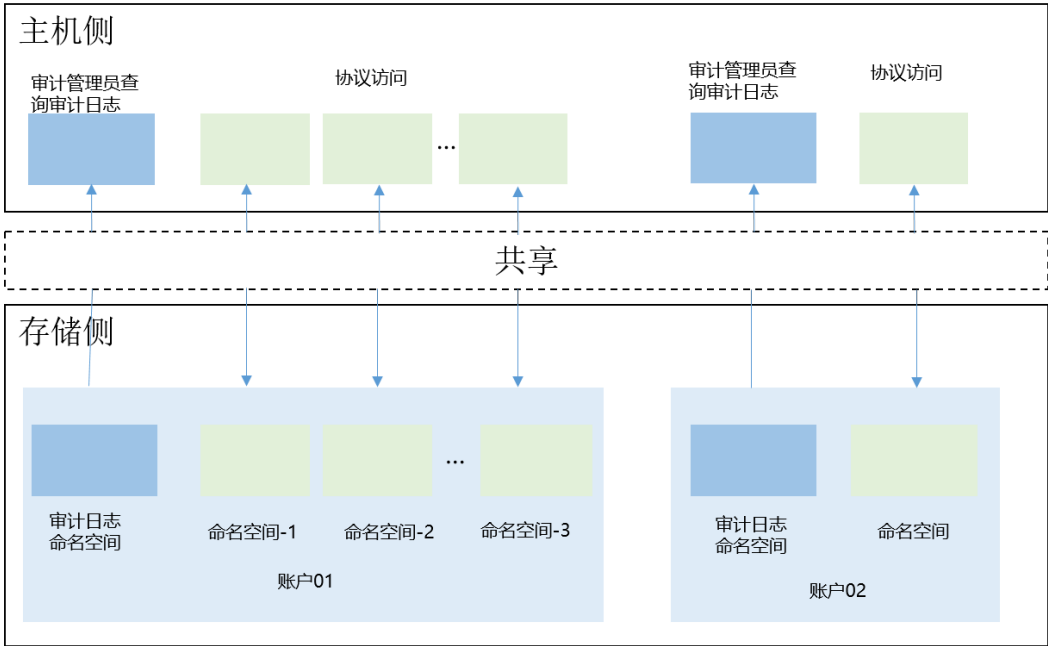 主机侧
审计管理员查
询审计日志
协议访问
审计管理员查
询审计日志
协议访问
...
共享
存储侧
...
审计日志
命名空间
命名空间-1
命名空间-2
命名空间-3
账户01
审计日志
命名空间
命名空间
账户02